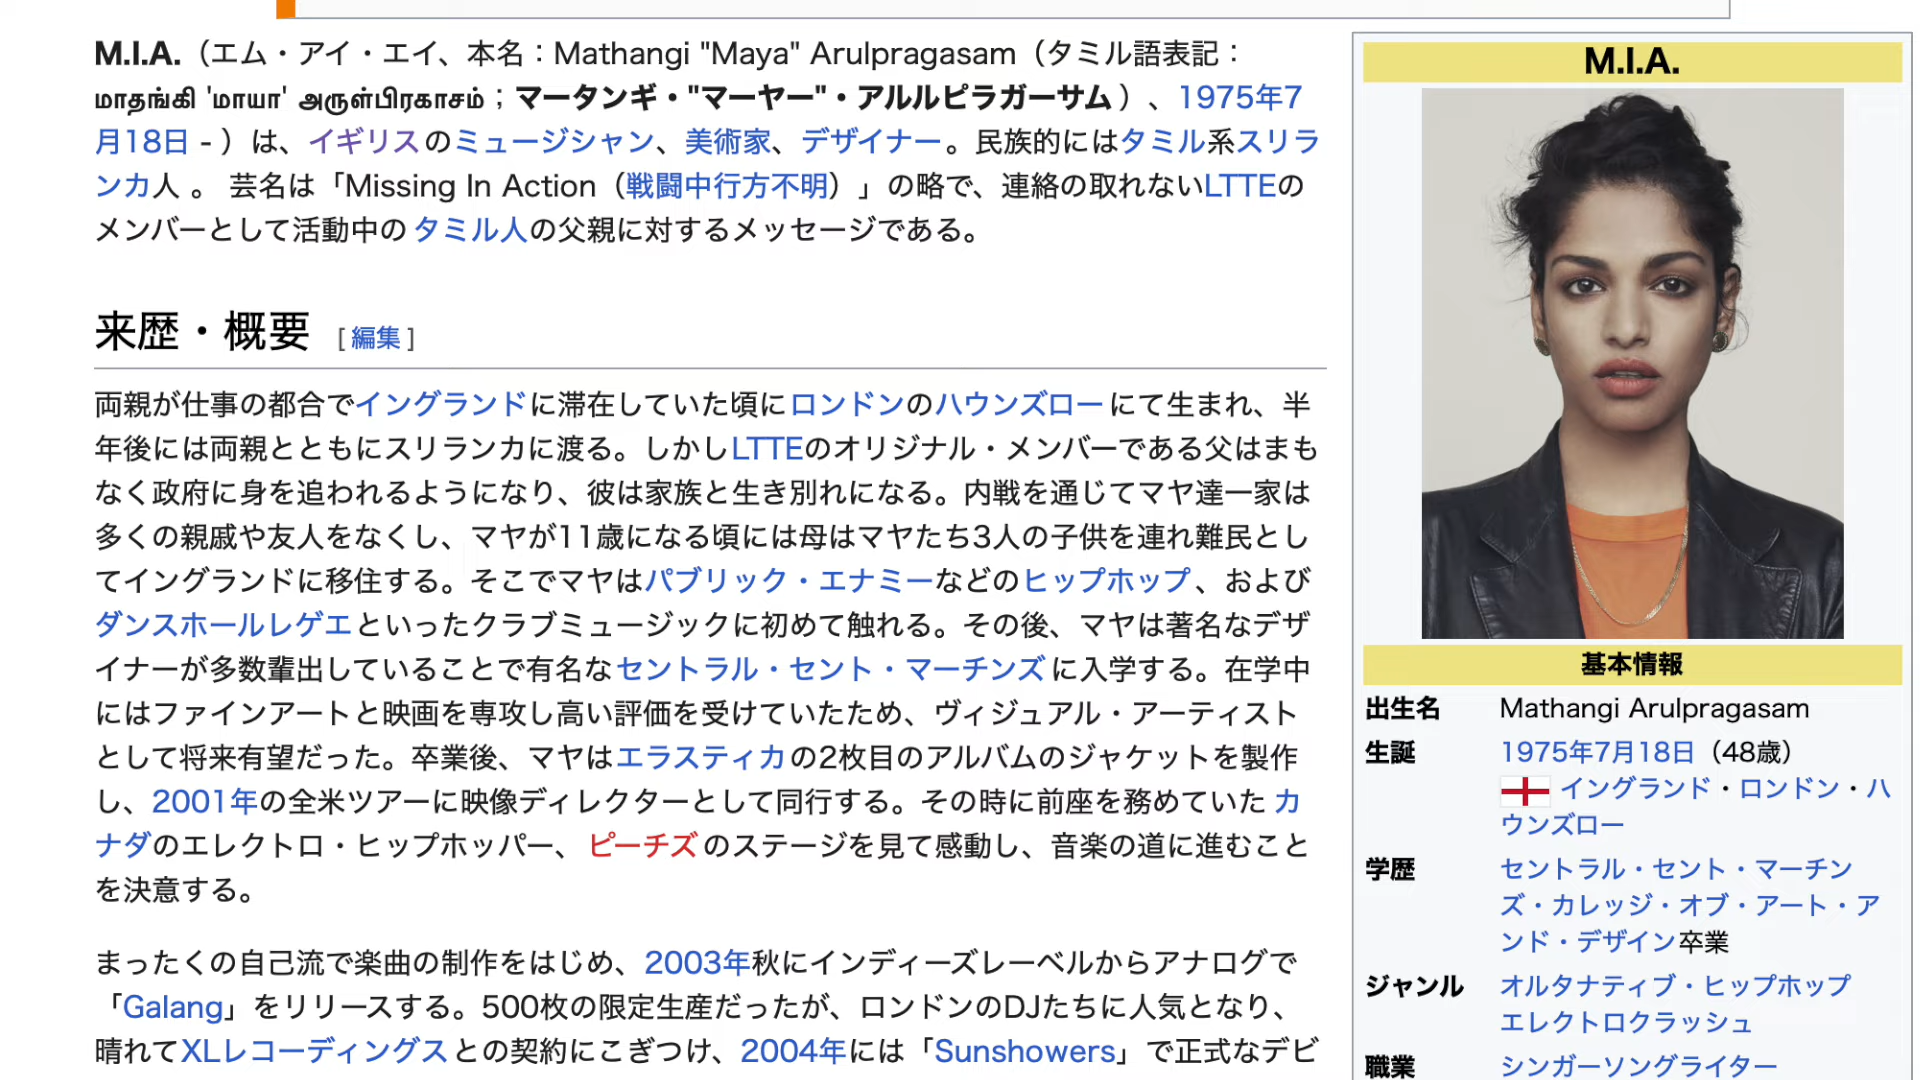 M.I.A.（エム・アイ・エイ、本名：Mathangi "Maya" Arulpragasam（タミル語表記：
மாதங்கி 'மாயா' அருள்பிரகாசம்；マータンギ・"マーヤー"・アルルピラガーサム）、1975年7
月18日 - ）は、イギリスのミュージシャン、美術家、デザイナー。民族的にはタミル系スリラ
ンカ人 。 芸名は「Missing In Action（戦闘中行方不明）」の略で、連絡の取れないLTTEの
メンバーとして活動中のタミル人の父親に対するメッセージである。
来歴・概要 [編集]
両親が仕事の都合でイングランドに滞在していた頃にロンドンのハウンズローにて生まれ、半
年後には両親とともにスリランカに渡る。しかしLTTEのオリジナル・メンバーである父はまも
なく政府に身を追われるようになり、彼は家族と生き別れになる。内戦を通じてマヤ達一家は
多くの親戚や友人をなくし、マヤが11歳になる頃には母はマヤたち3人の子供を連れ難民とし
てイングランドに移住する。そこでマヤはパブリック・エナミーなどのヒップホップ、および
ダンスホールレゲエといったクラブミュージックに初めて触れる。その後、マヤは著名なデザ
イナーが多数輩出していることで有名なセントラル・セント・マーチンズに入学する。在学中
にはファインアートと映画を専攻し高い評価を受けていたため、ヴィジュアル・アーティスト
として将来有望だった。卒業後、マヤはエラスティカの2枚目のアルバムのジャケットを製作
し、2001年の全米ツアーに映像ディレクターとして同行する。その時に前座を務めていたカ
ナダのエレクトロ・ヒップホッパー、ピーチズのステージを見て感動し、音楽の道に進むこと
を決意する。
まったくの自己流で楽曲の制作をはじめ、2003年秋にインディーズレーベルからアナログで
「Galang」をリリースする。500枚の限定生産だったが、ロンドンのDJたちに人気となり、
晴れてXLレコーディングスとの契約にこぎつけ、2004年には「Sunshowers」で正式なデビ
M.I.A.
基本情報
出生名 Mathangi Arulpragasam
生誕 1975年7月18日（48歳）
イングランド・ロンドン・ハ
ウンズロー
学歴 セントラル・セント・マーチン
ズ・カレッジ・オブ・アート・ア
ンド・デザイン卒業
ジャンル オルタナティブ・ヒップホップ
エレクトロクラッシュ
職業 シンガーソングライター